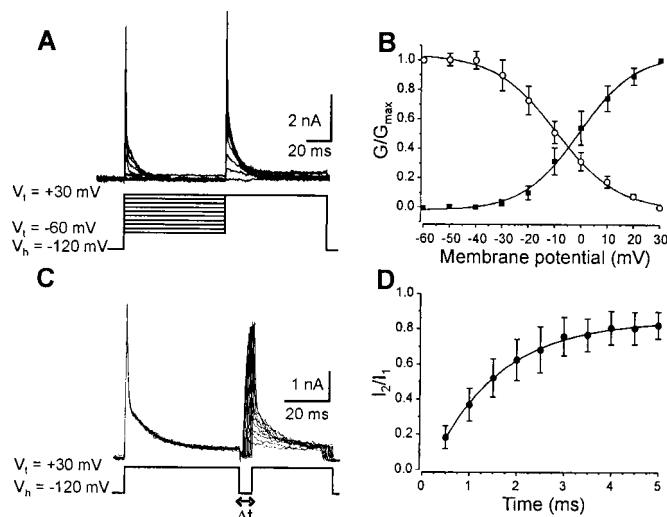 A
2 nA
20 ms
Vt = +30 mV
Vt = -60 mV
Vh = -120 mV
B
G/Gmax
1.0
0.8
0.6
0.4
0.2
0.0
-60 -50 -40 -30 -20 -10 0 10 20 30
Membrane potential (mV)
C
1 nA
20 ms
Vt = +30 mV
Vh = -120 mV
Δt
D
I2/I1
1.0
0.8
0.6
0.4
0.2
0.0
0 1 2 3 4 5
Time (ms)